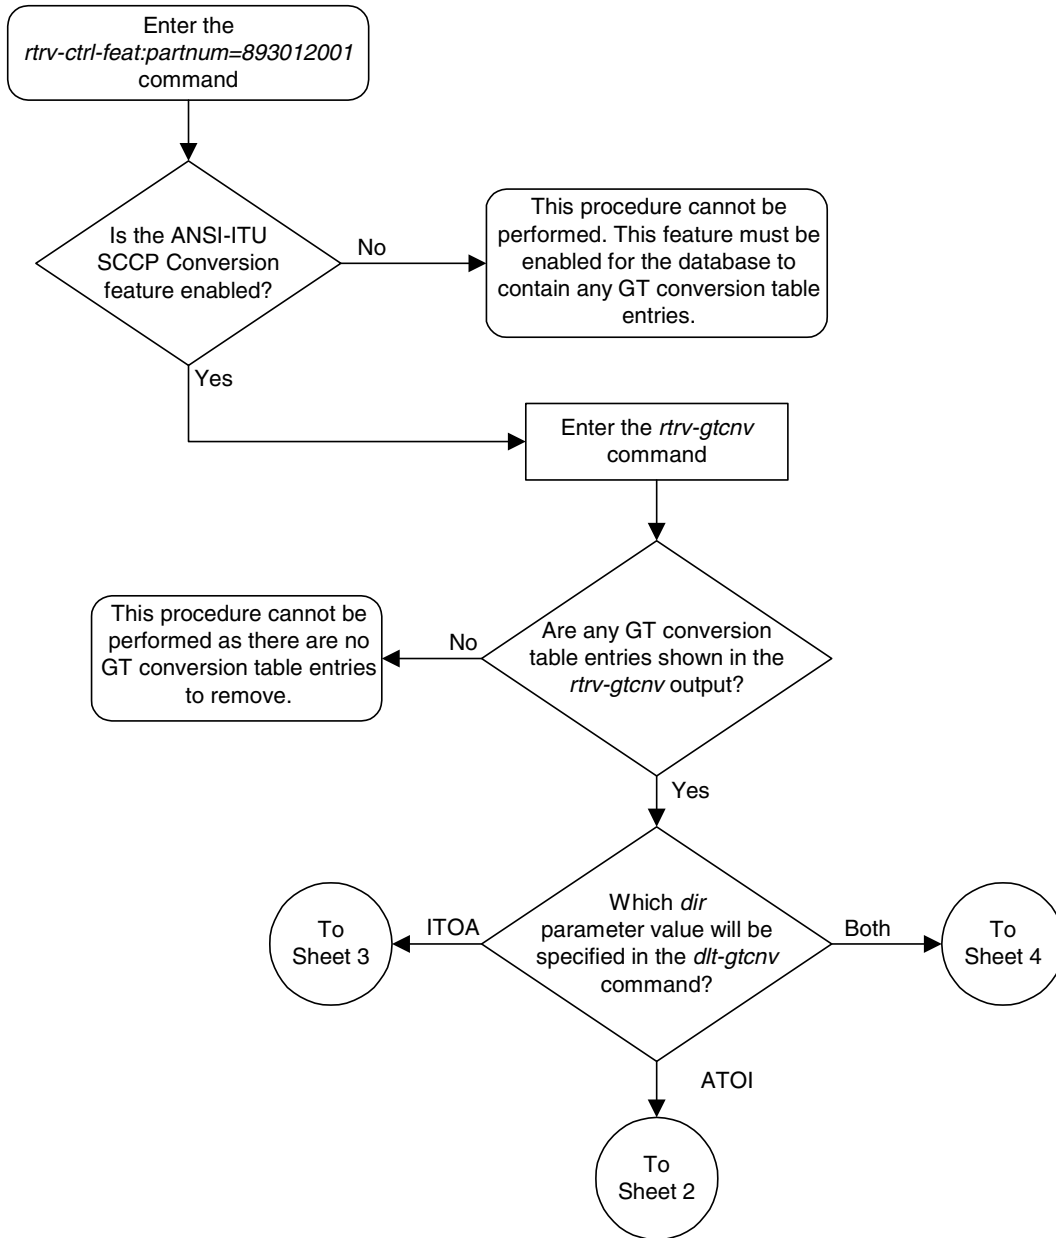 Enter the
rtrv-ctrl-feat:partnum=893012001
command
Is the ANSI-ITU
SCCP Conversion
feature enabled?
No
This procedure cannot be
performed. This feature must be
enabled for the database to
contain any GT conversion table
entries.
Yes
Enter the rtrv-gtcnv
command
Are any GT conversion
table entries shown in the
rtrv-gtcnv output?
No
This procedure cannot be
performed as there are no
GT conversion table entries
to remove.
Yes
Which dir
parameter value will be
specified in the dlt-gtcnv
command?
ITOA
To
Sheet 3
Both
To
Sheet 4
ATOI
To
Sheet 2